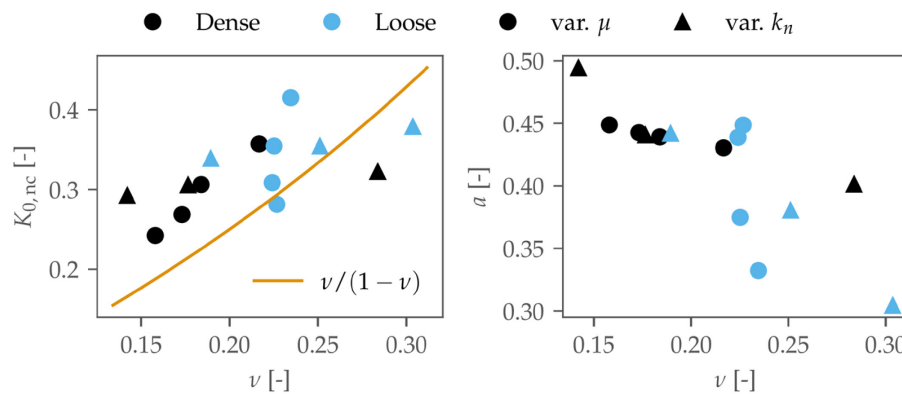 Dense Loose var. μ var. kₙ
0.4
0.3
0.2
K₀,nc [-]
ν/(1 − ν)
0.15 0.20 0.25 0.30
ν [-]
0.50
0.45
0.40
0.35
0.30
a [-]
0.15 0.20 0.25 0.30
ν [-]